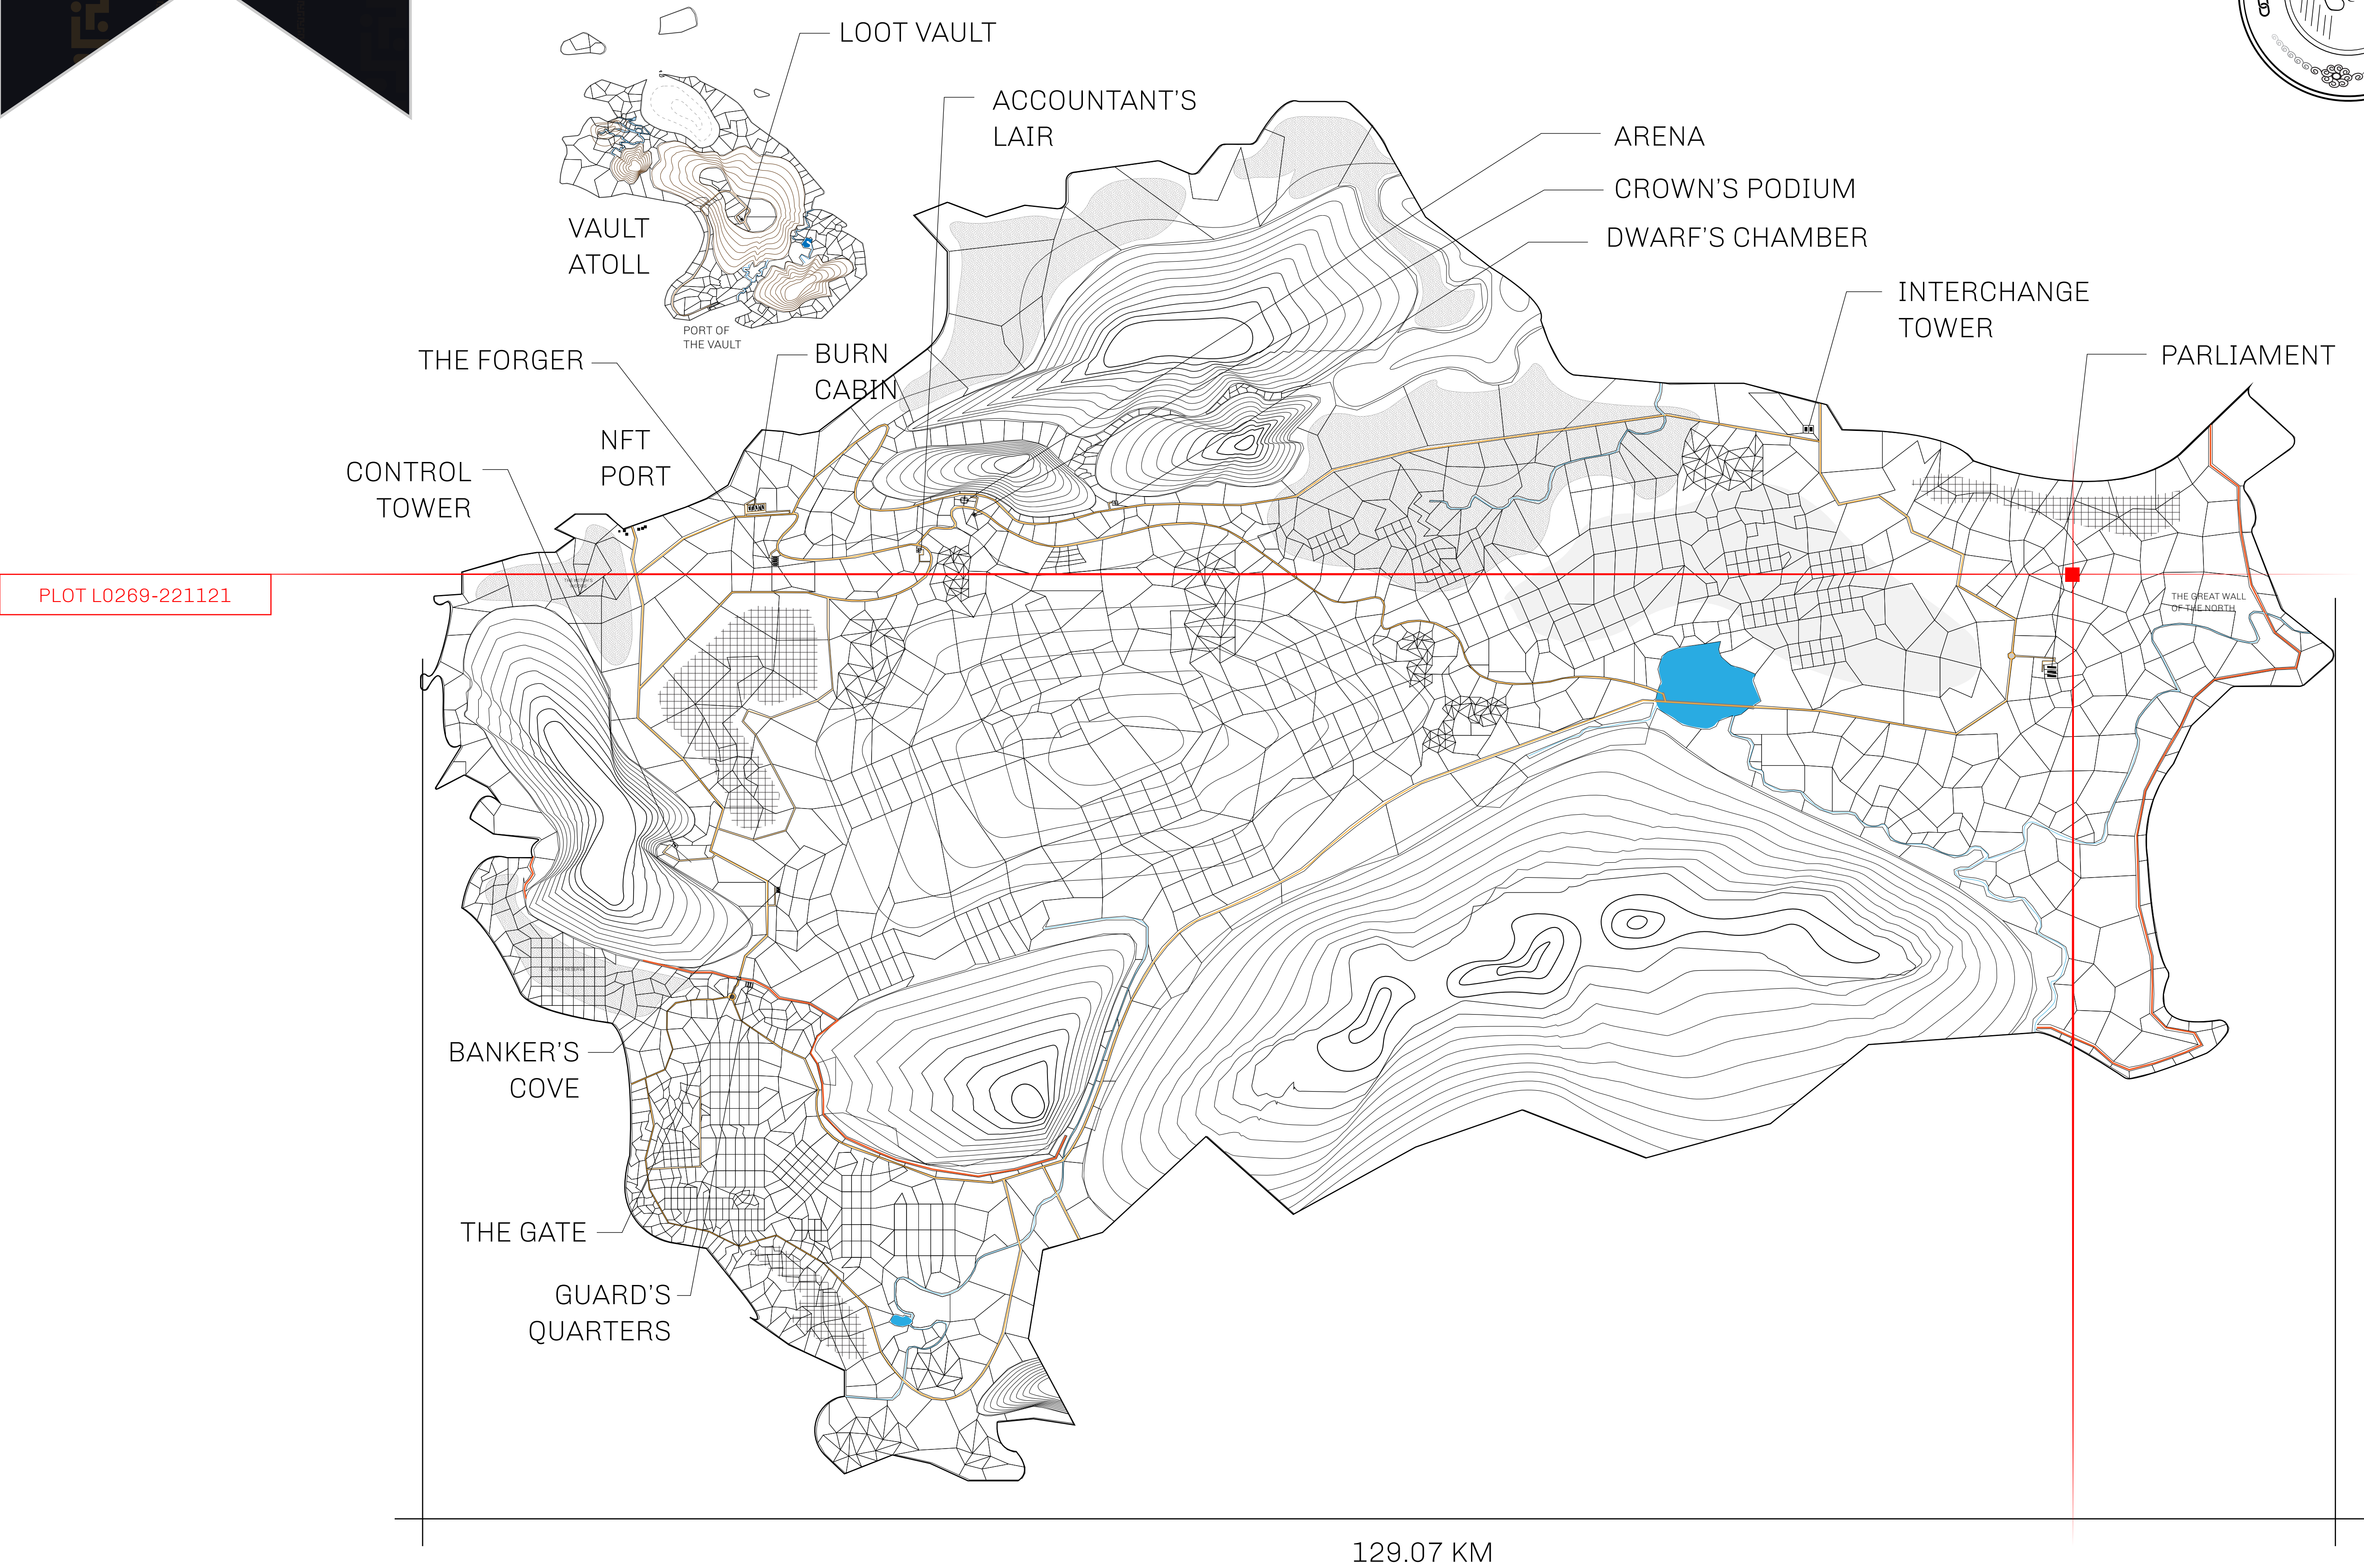 LOOT VAULT
ACCOUNTANT'S
LAIR
ARENA
CROWN'S PODIUM
DWARF'S CHAMBER
VAULT
ATOLL
INTERCHANGE
TOWER
PORT OF
THE VAULT
THE FORGER
BURN
CABIN
PARLIAMENT
NFT
PORT
CONTROL
TOWER
PLOT L0269-221121
THE GREAT WALL
OF THE NORTH
SOUTH RESERVE
BANKER'S
COVE
THE GATE
GUARD'S
QUARTERS
129.07 KM